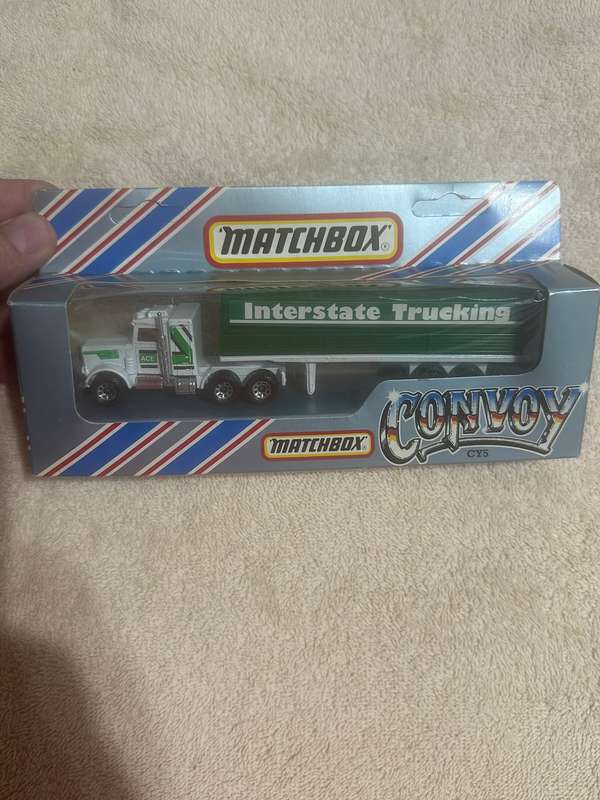 MATCHBOX®
Interstate Trucking
ACE
CONVOY
MATCHBOX®
CY5